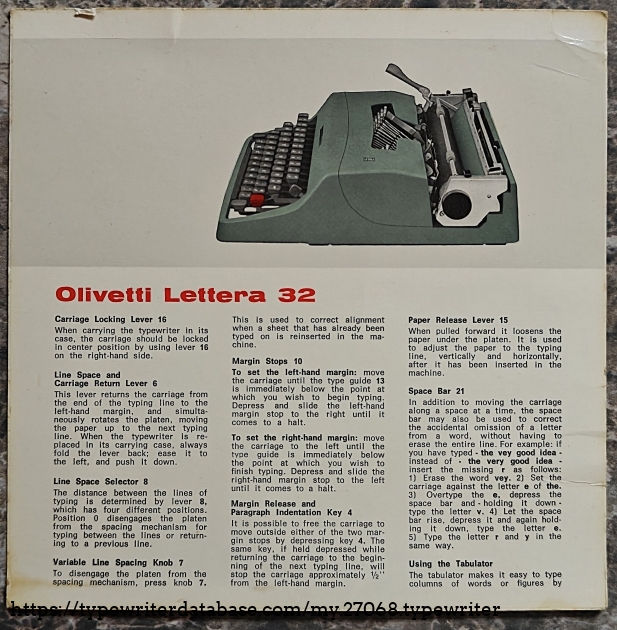 Olivetti Lettera 32
Carriage Locking Lever 16
When carrying the typewriter in its
case, the carriage should be locked
in center position by using lever 16
on the right-hand side.
Line Space and
Carriage Return Lever 6
This lever returns the carriage from
the end of the typing line to the
left-hand margin, and simulta-
neously rotates the platen, moving
the paper up to the next typing
line. When the typewriter is re-
placed in its carrying case, always
fold the lever back; ease it to
the left, and push it down.
Line Space Selector 8
The distance between the lines of
typing is determined by lever 8,
which has four different positions.
Position 0 disengages the platen
from the spacing mechanism for
typing between the lines or return-
ing to a previous line.
Variable Line Spacing Knob 7
To disengage the platen from the
spacing mechanism, press knob 7.
This is used to correct alignment
when a sheet that has already been
typed on is reinserted in the ma-
chine.
Margin Stops 10
To set the left-hand margin: move
the carriage until the type guide 13
is immediately below the point at
which you wish to begin typing.
Depress and slide the left-hand
margin stop to the right until it
comes to a halt.
To set the right-hand margin: move
the carriage to the left until the
type guide is immediately below
the point at which you wish to
finish typing. Depress and slide the
right-hand margin stop to the left
until it comes to a halt.
Margin Release and
Paragraph Indentation Key 4
It is possible to free the carriage to
move outside either of the two mar-
gin stops by depressing key 4. The
same key, if held depressed while
returning the carriage to the begin-
ning of the next typing line, will
stop the carriage approximately ½"
from the left-hand margin.
Paper Release Lever 15
When pulled forward it loosens the
paper under the platen. It is used
to adjust the paper to the typing
line, vertically and horizontally,
after it has been inserted in the
machine.
Space Bar 21
In addition to moving the carriage
along a space at a time, the space
bar may also be used to correct
the accidental omission of a letter
from a word, without having to
erase the entire line. For example: if
you have typed - the vey good idea -
instead of - the very good idea -
insert the missing r as follows:
1) Erase the word vey. 2) Set the
carriage against the letter e of the.
3) Overtype the e, depress the
space bar and - holding it down -
type the letter v. 4) Let the space
bar rise, depress it and again hold-
ing it down, type the letter e.
5) Type the letter r and y in the
same way.
Using the Tabulator
The tabulator makes it easy to type
columns of words or figures by
https://typewriterdatabase.com/my.27068.typewriter